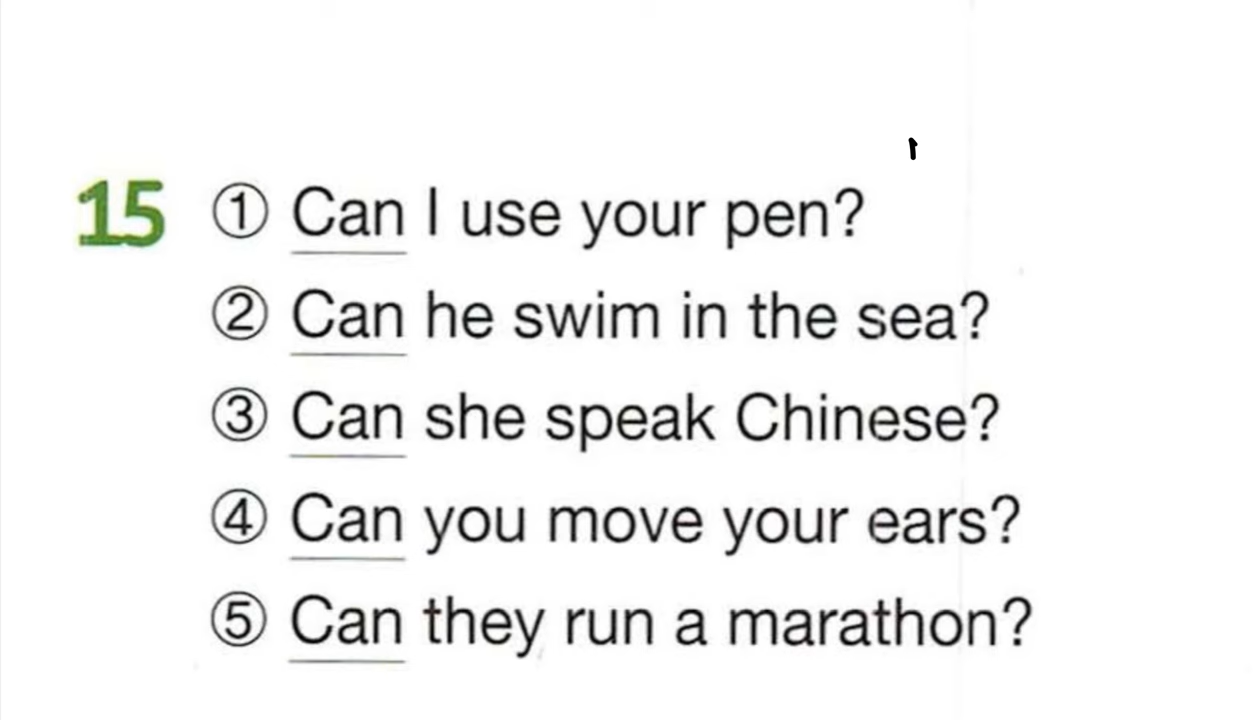 15 ① Can I use your pen?
② Can he swim in the sea?
③ Can she speak Chinese?
④ Can you move your ears?
⑤ Can they run a marathon?